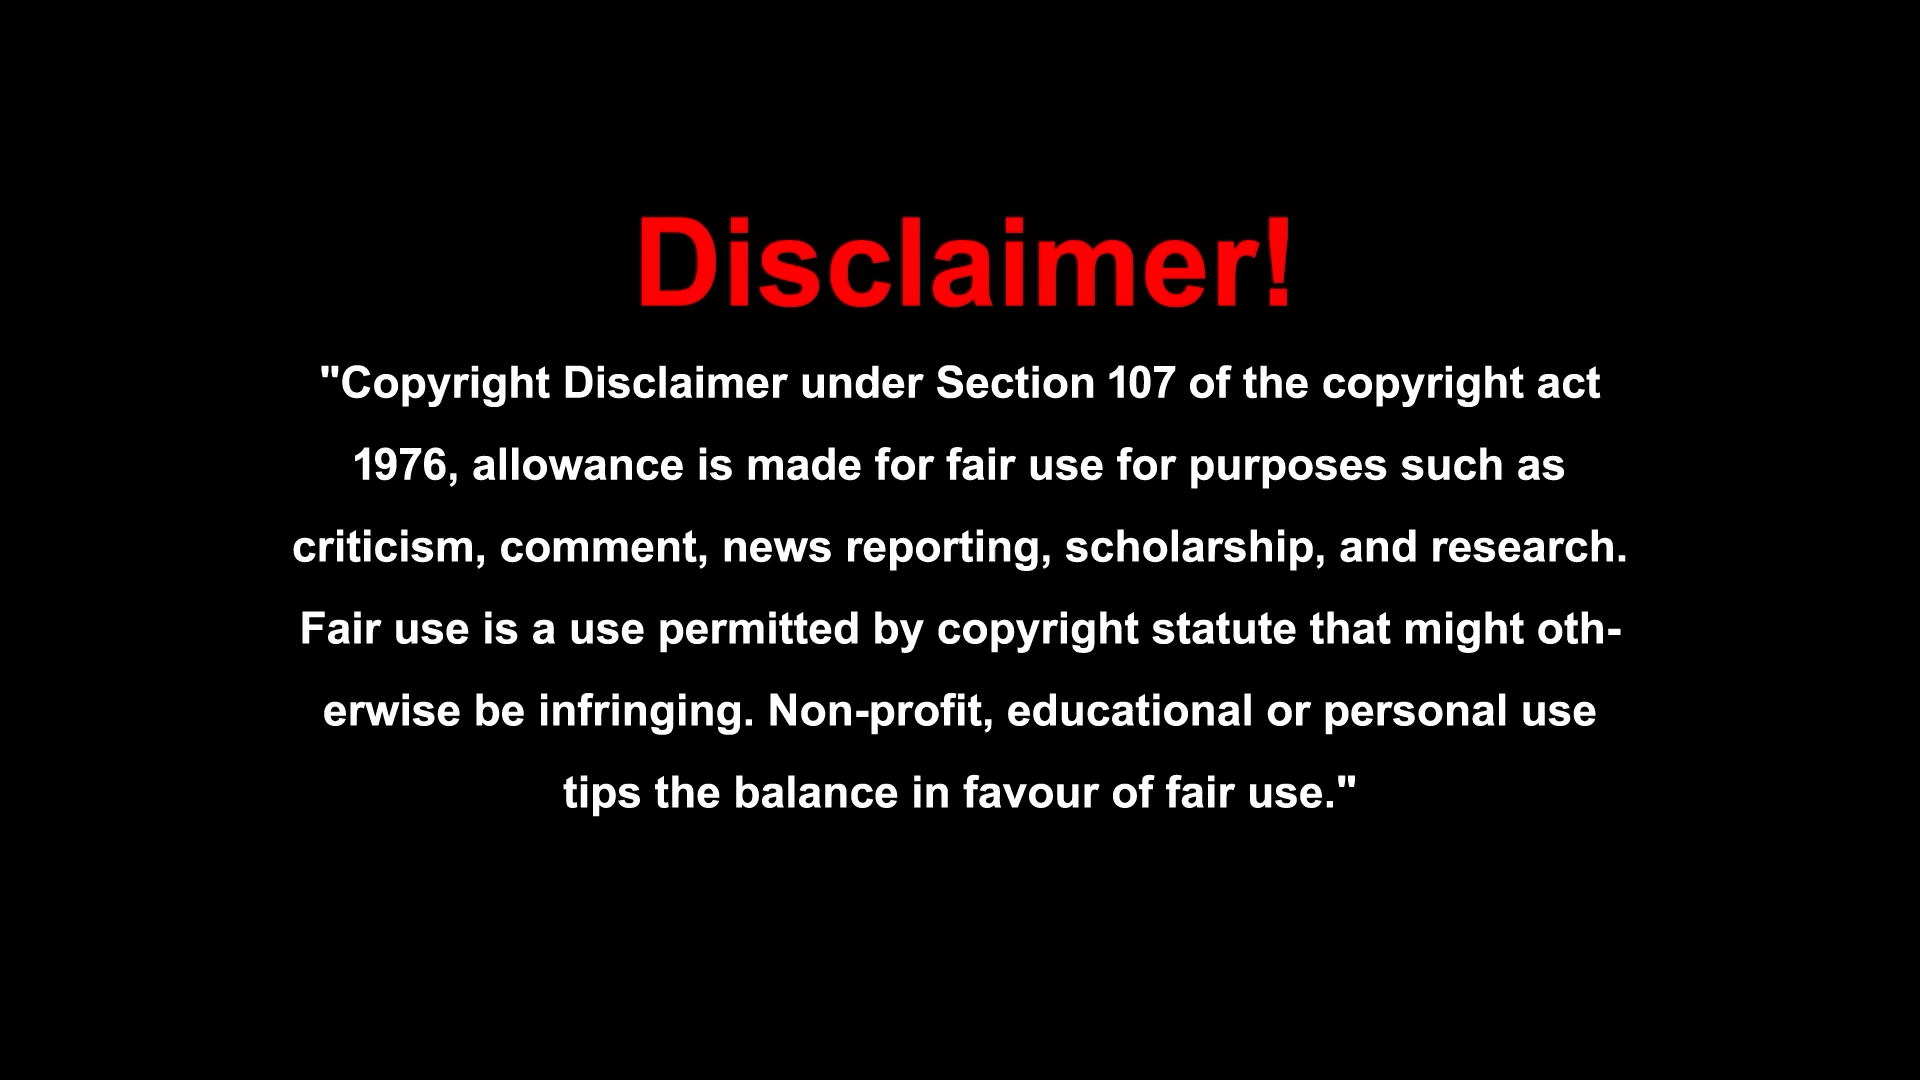 Disclaimer!
"Copyright Disclaimer under Section 107 of the copyright act
1976, allowance is made for fair use for purposes such as
criticism, comment, news reporting, scholarship, and research.
Fair use is a use permitted by copyright statute that might oth-
erwise be infringing. Non-profit, educational or personal use
tips the balance in favour of fair use."